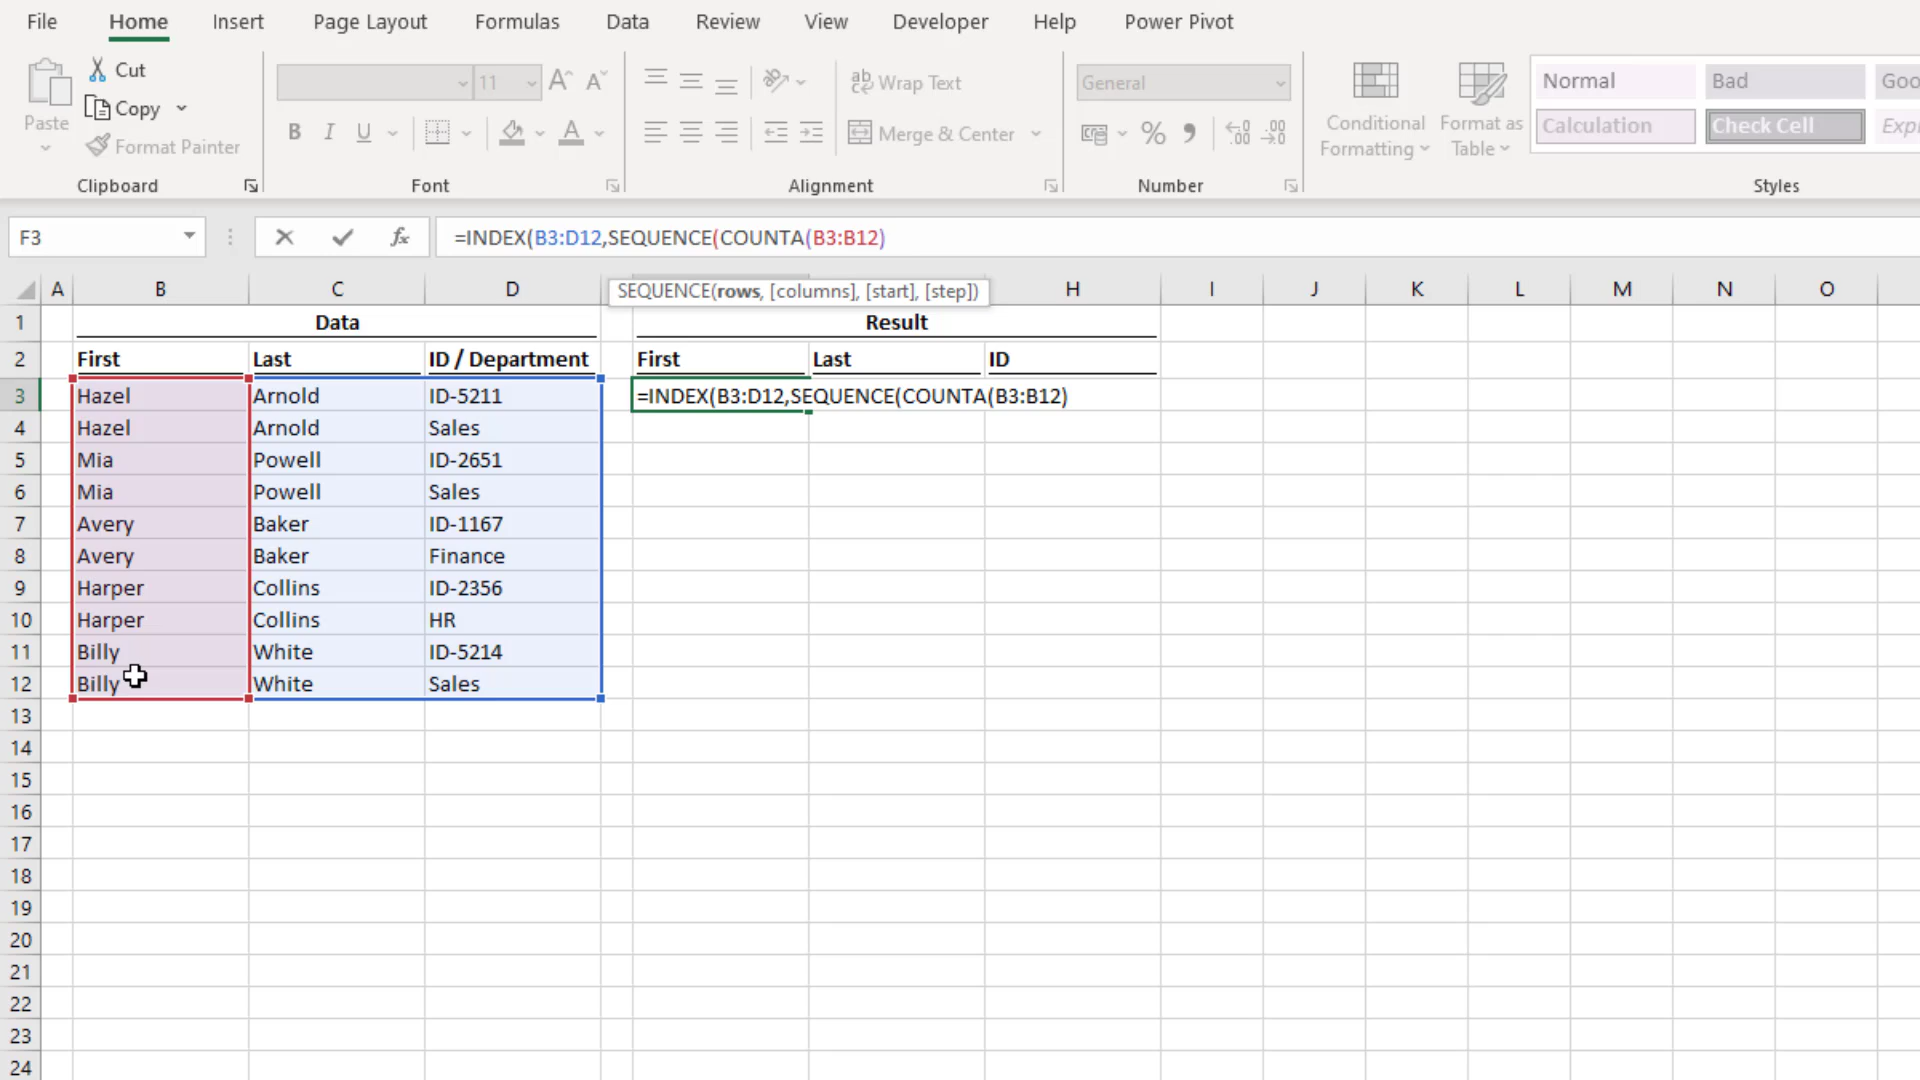 File Home Insert Page Layout Formulas Data Review View Developer Help Power Pivot
Paste
Cut
Copy
Format Painter
Clipboard
11
A^ Aˇ
B I U A
Font
ab Wrap Text
Merge & Center
Alignment
General
% 9
Number
Conditional Formatting
Format as Table
Normal Bad Goo
Calculation Check Cell Expl
Styles
F3 fx =INDEX(B3:D12,SEQUENCE(COUNTA(B3:B12)
SEQUENCE(rows, [columns], [start], [step])
A B C D H I J K L M N O
1 Data Result
2 First Last ID / Department First Last ID
3 Hazel Arnold ID-5211 =INDEX(B3:D12,SEQUENCE(COUNTA(B3:B12)
4 Hazel Arnold Sales
5 Mia Powell ID-2651
6 Mia Powell Sales
7 Avery Baker ID-1167
8 Avery Baker Finance
9 Harper Collins ID-2356
10 Harper Collins HR
11 Billy White ID-5214
12 Billy White Sales
13
14
15
16
17
18
19
20
21
22
23
24